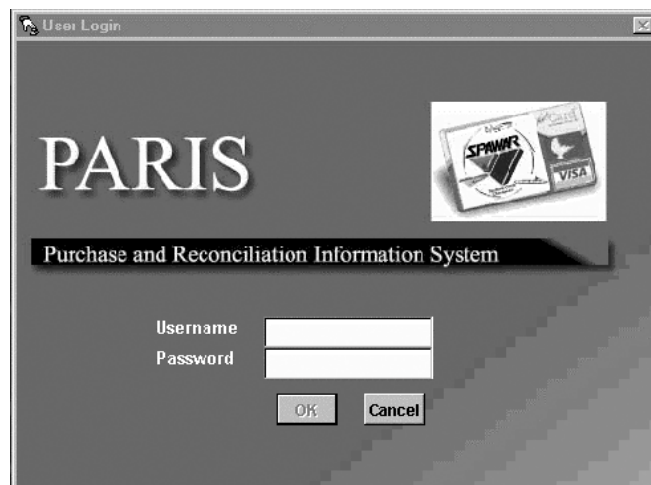 User Login
PARIS
SPAWAR
VISA
Purchase and Reconciliation Information System
Username
Password
OK
Cancel